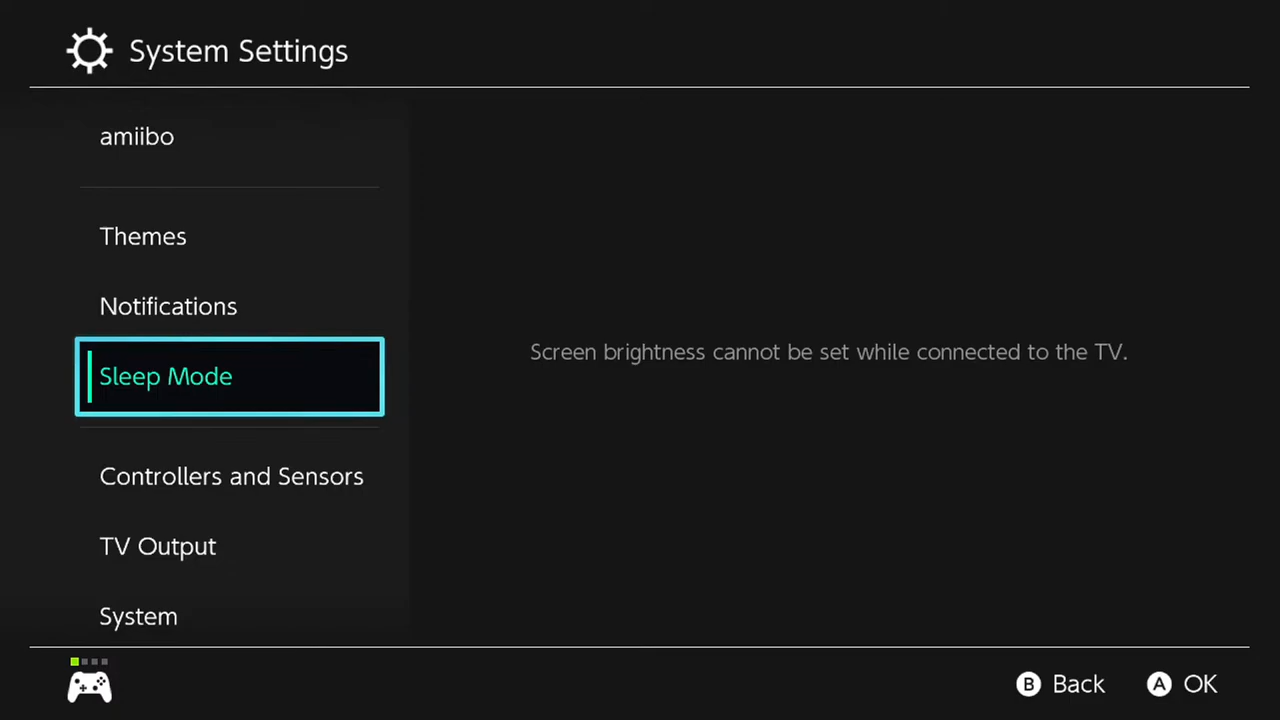 System Settings
amiibo
Themes
Notifications
Sleep Mode
Screen brightness cannot be set while connected to the TV.
Controllers and Sensors
TV Output
System
B Back
A OK